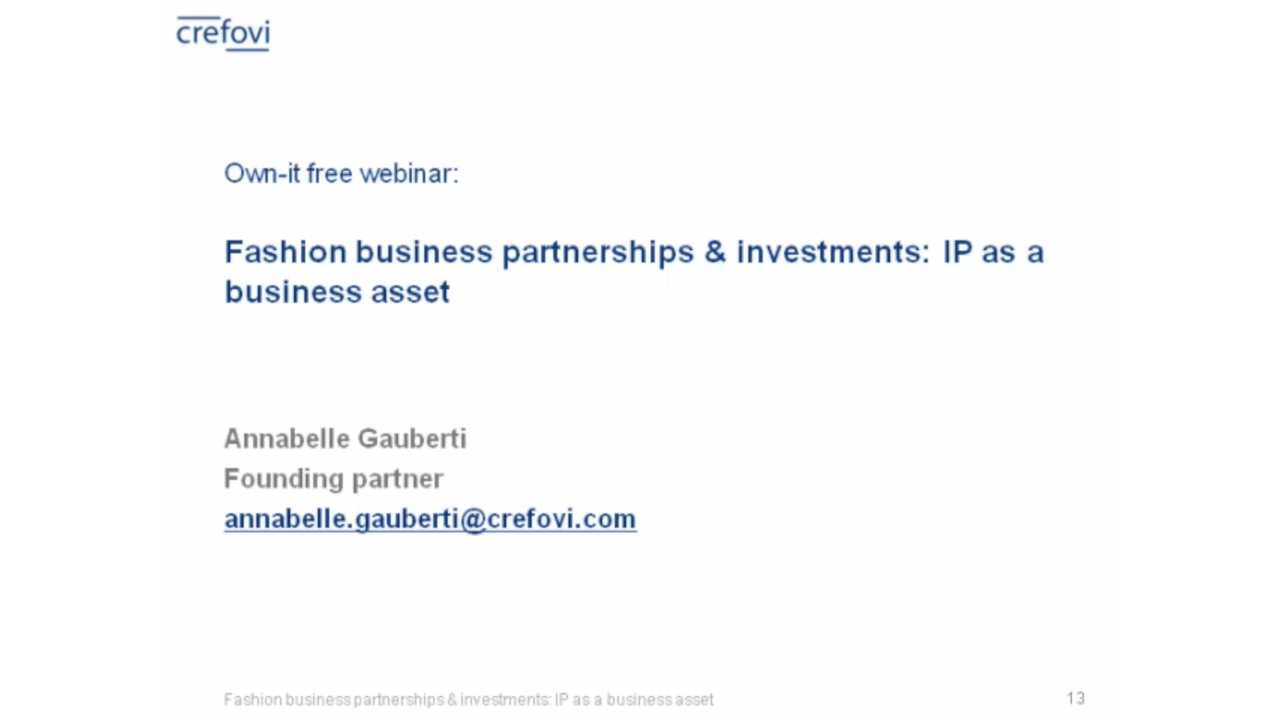 crefovi
Own-it free webinar:
Fashion business partnerships & investments: IP as a
business asset
Annabelle Gauberti
Founding partner
annabelle.gauberti@crefovi.com
Fashion business partnerships & investments: IP as a business asset
13